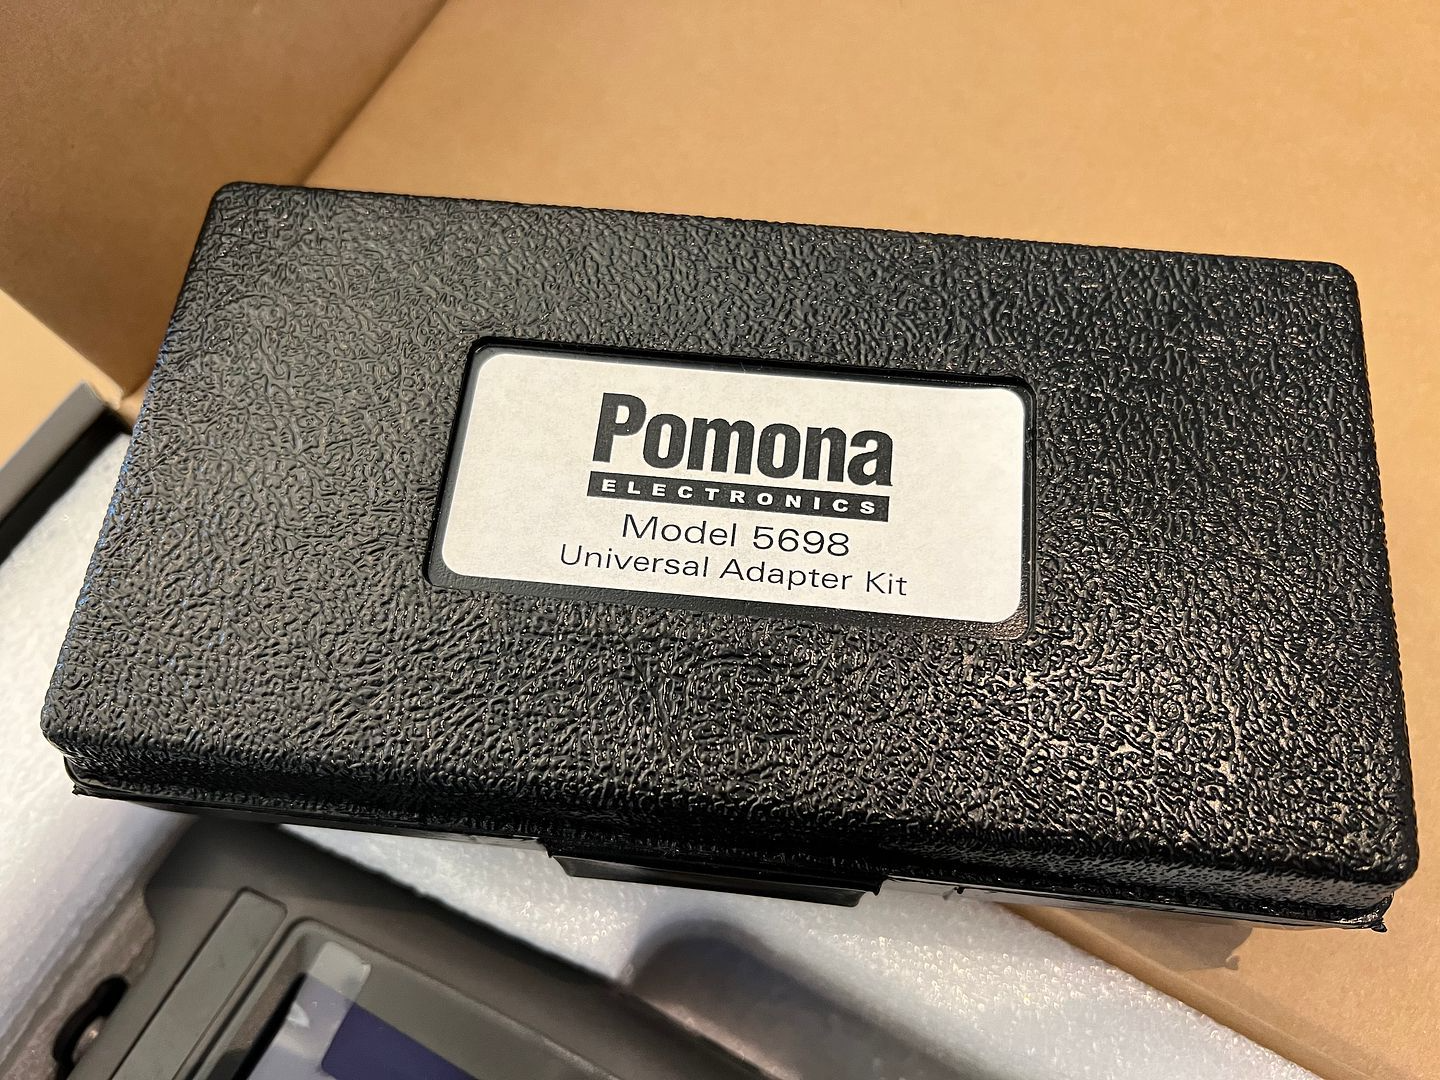 Pomona
ELECTRONICS
Model 5698
Universal Adapter Kit